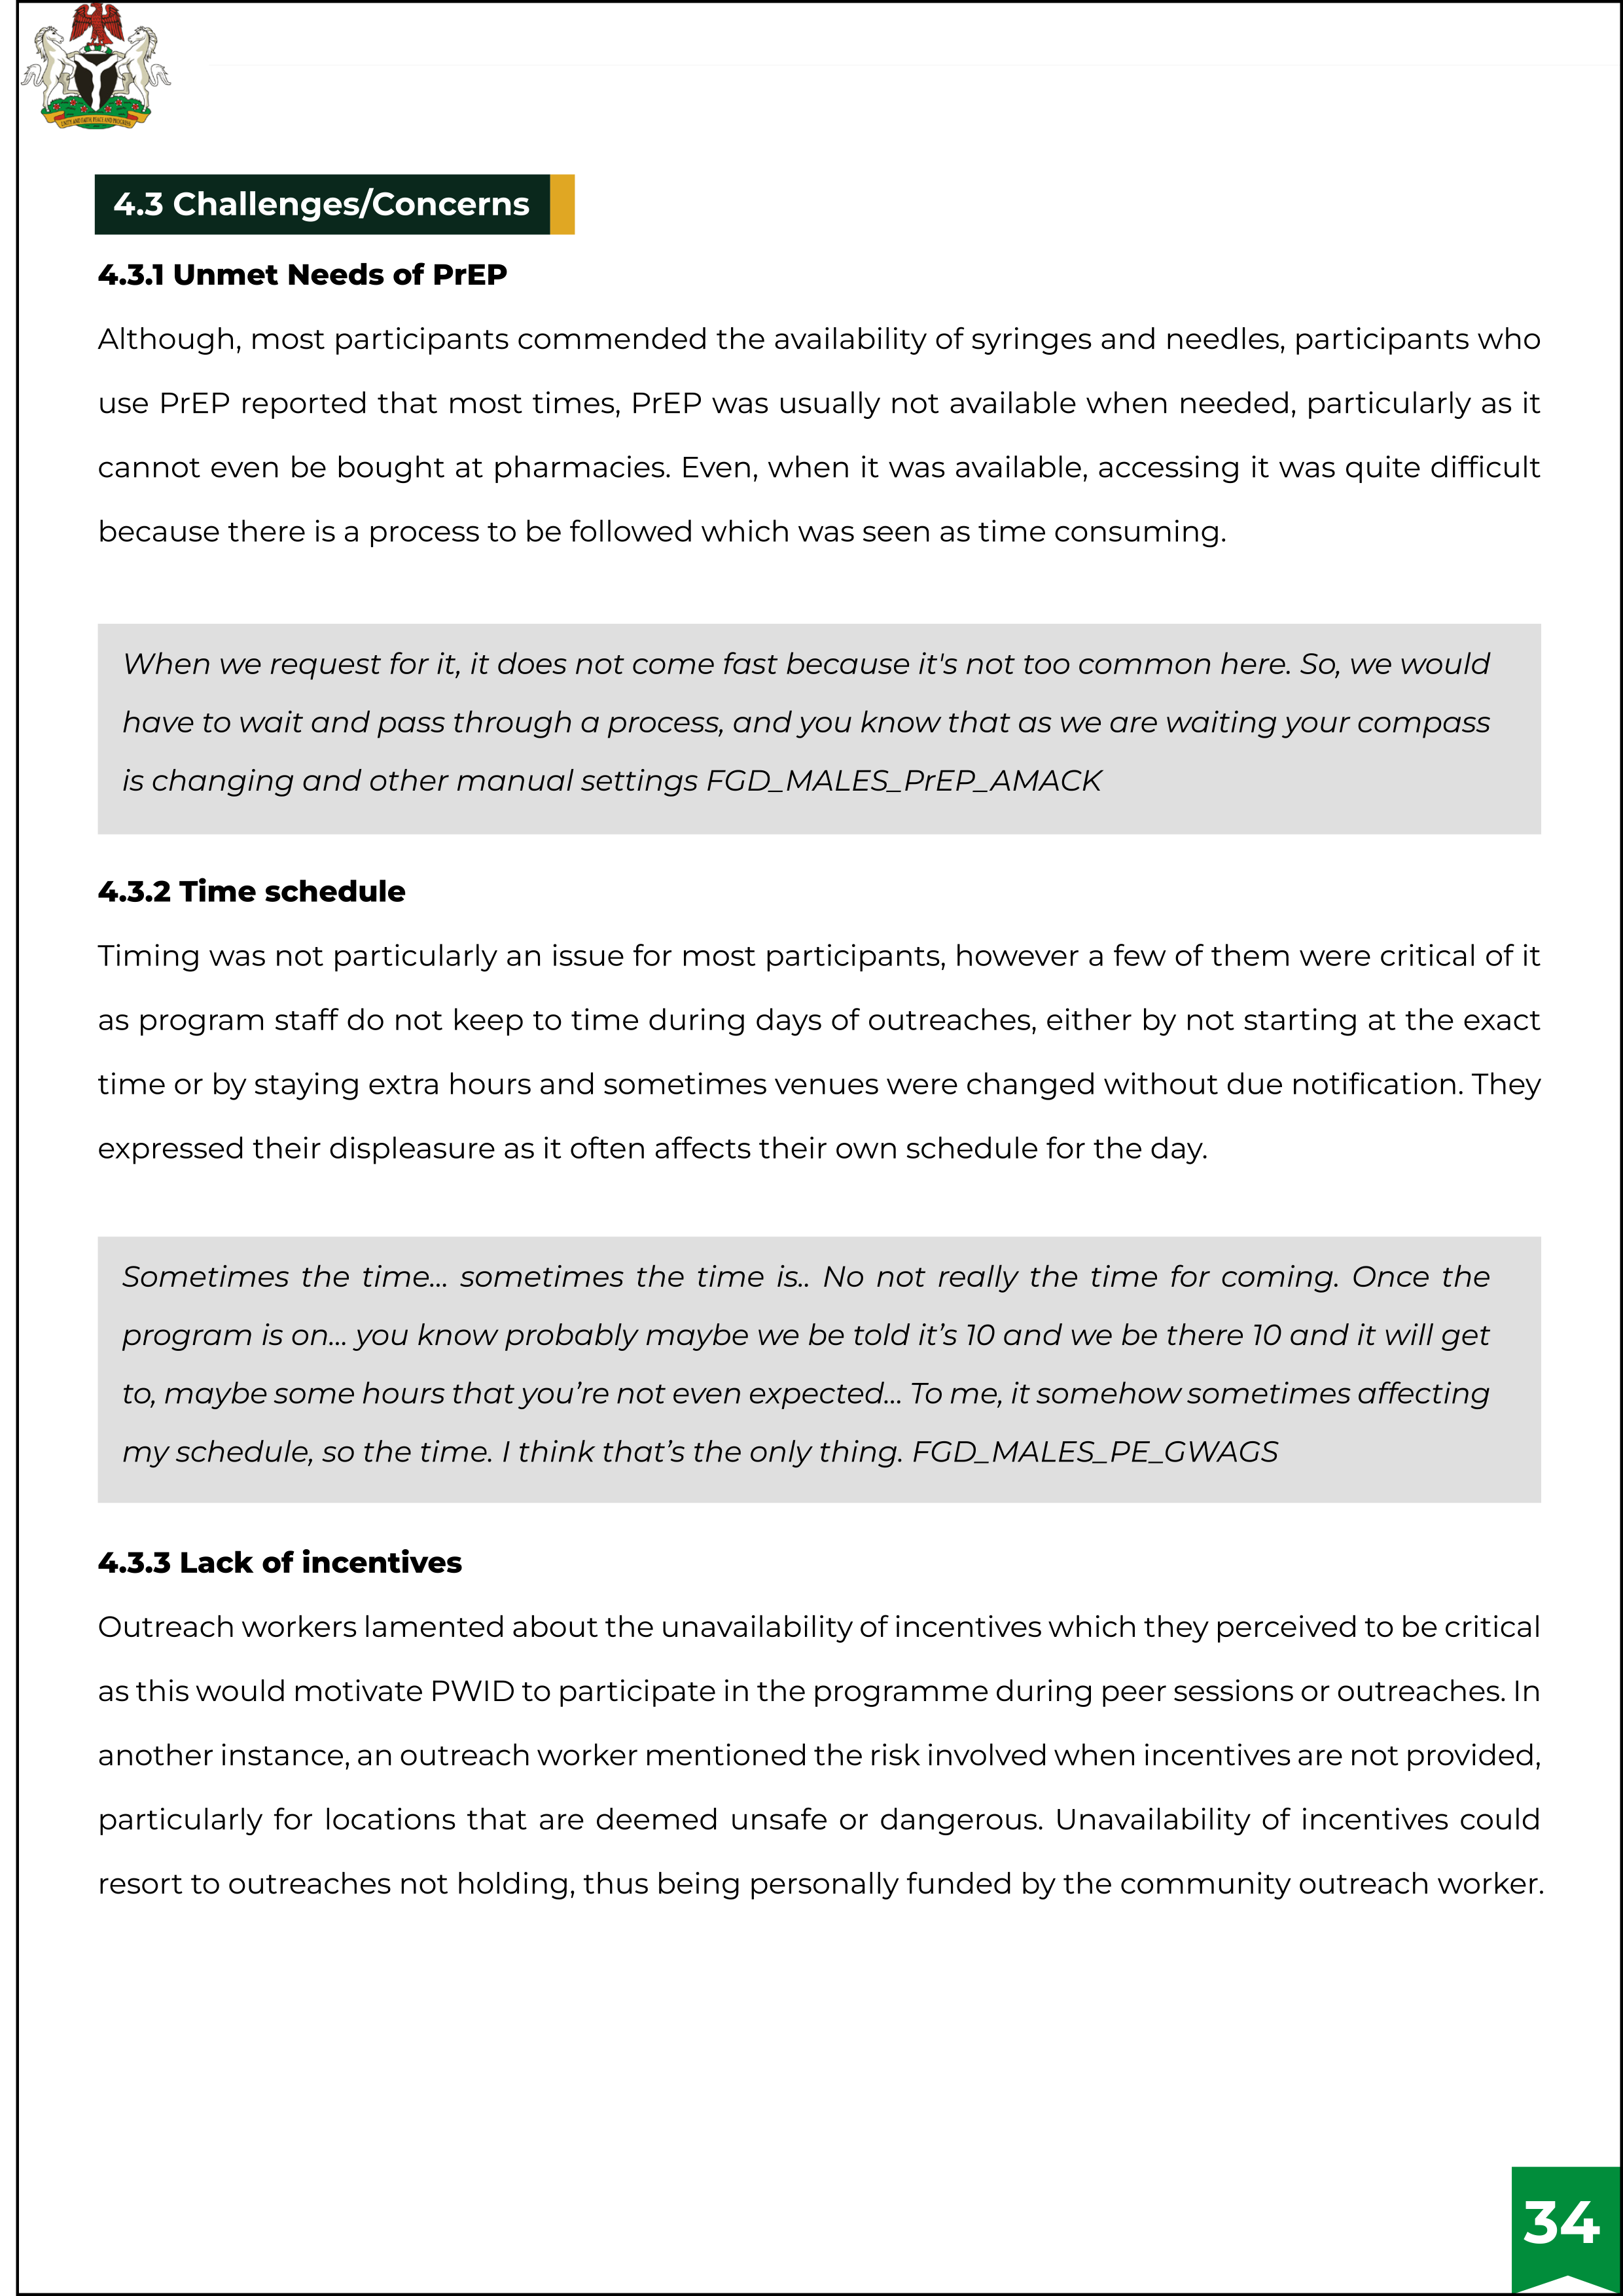 UNITY AND FAITH, PEACE AND PROGRESS
4.3 Challenges/Concerns
4.3.1 Unmet Needs of PrEP
Although, most participants commended the availability of syringes and needles, participants who
use PrEP reported that most times, PrEP was usually not available when needed, particularly as it
cannot even be bought at pharmacies. Even, when it was available, accessing it was quite difficult
because there is a process to be followed which was seen as time consuming.
When we request for it, it does not come fast because it's not too common here. So, we would
have to wait and pass through a process, and you know that as we are waiting your compass
is changing and other manual settings FGD_MALES_PrEP_AMACK
4.3.2 Time schedule
Timing was not particularly an issue for most participants, however a few of them were critical of it
as program staff do not keep to time during days of outreaches, either by not starting at the exact
time or by staying extra hours and sometimes venues were changed without due notification. They
expressed their displeasure as it often affects their own schedule for the day.
Sometimes the time... sometimes the time is.. No not really the time for coming. Once the
program is on... you know probably maybe we be told it’s 10 and we be there 10 and it will get
to, maybe some hours that you’re not even expected... To me, it somehow sometimes affecting
my schedule, so the time. I think that’s the only thing. FGD_MALES_PE_GWAGS
4.3.3 Lack of incentives
Outreach workers lamented about the unavailability of incentives which they perceived to be critical
as this would motivate PWID to participate in the programme during peer sessions or outreaches. In
another instance, an outreach worker mentioned the risk involved when incentives are not provided,
particularly for locations that are deemed unsafe or dangerous. Unavailability of incentives could
resort to outreaches not holding, thus being personally funded by the community outreach worker.
34